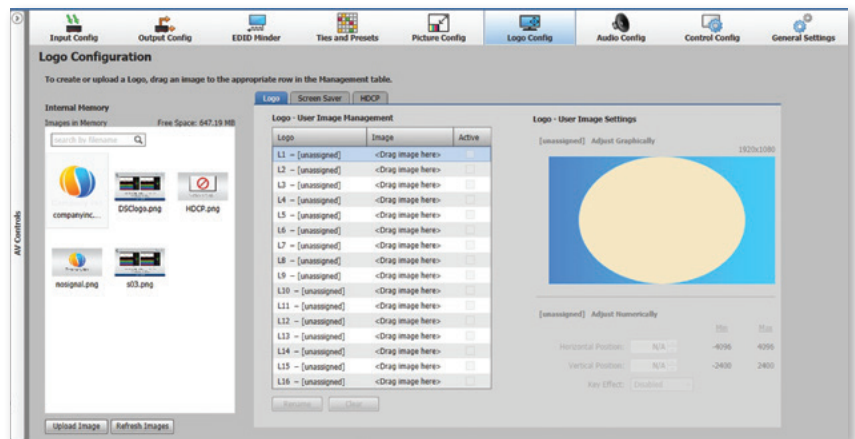 Input Config Output Config EDID Minder Ties and Presets Picture Config Logo Config Audio Config Control Config General Settings
Logo Configuration
To create or upload a Logo, drag an image to the appropriate row in the Management table.
AV Controls
Internal Memory
Images in Memory Free Space: 647.19 MB
search by filename
companyinc...
DSClogo.png
HDCP.png
nosignal.png
s03.png
Upload Image Refresh Images
Logo Screen Saver HDCP
Logo - User Image Management
Logo Image Active
L1 - [unassigned] <Drag image here>
L2 - [unassigned] <Drag image here>
L3 - [unassigned] <Drag image here>
L4 - [unassigned] <Drag image here>
L5 - [unassigned] <Drag image here>
L6 - [unassigned] <Drag image here>
L7 - [unassigned] <Drag image here>
L8 - [unassigned] <Drag image here>
L9 - [unassigned] <Drag image here>
L10 - [unassigned] <Drag image here>
L11 - [unassigned] <Drag image here>
L12 - [unassigned] <Drag image here>
L13 - [unassigned] <Drag image here>
L14 - [unassigned] <Drag image here>
L15 - [unassigned] <Drag image here>
L16 - [unassigned] <Drag image here>
Rename Clear
Logo - User Image Settings
[unassigned] Adjust Graphically
1920x1080
[unassigned] Adjust Numerically
Min Max
Horizontal Position: N/A -4096 4096
Vertical Position: N/A -2400 2400
Key Effect: Disabled